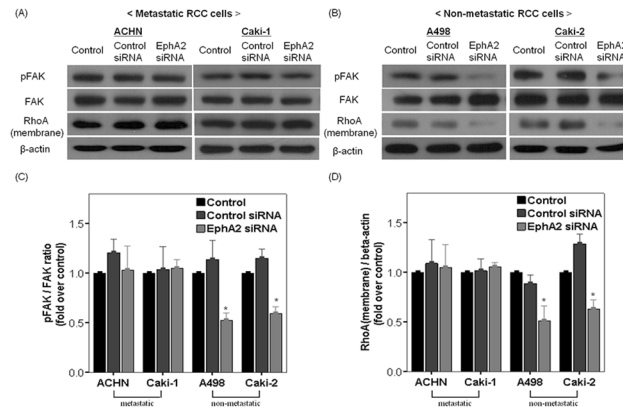 (A) < Metastatic RCC cells >
ACHN Caki-1
Control Control siRNA EphA2 siRNA Control Control siRNA EphA2 siRNA
pFAK
FAK
RhoA
(membrane)
β-actin
(B) < Non-metastatic RCC cells >
A498 Caki-2
Control Control siRNA EphA2 siRNA Control Control siRNA EphA2 siRNA
pFAK
FAK
RhoA
(membrane)
β-actin
(C)
Control
Control siRNA
EphA2 siRNA
pFAK / FAK ratio
(fold over control)
1.5
1.0
0.5
0.0
* *
ACHN Caki-1 A498 Caki-2
metastatic non-metastatic
(D)
Control
Control siRNA
EphA2 siRNA
RhoA(membrane) / beta-actin
(fold over control)
1.5
1.0
0.5
0.0
* *
ACHN Caki-1 A498 Caki-2
metastatic non-metastatic